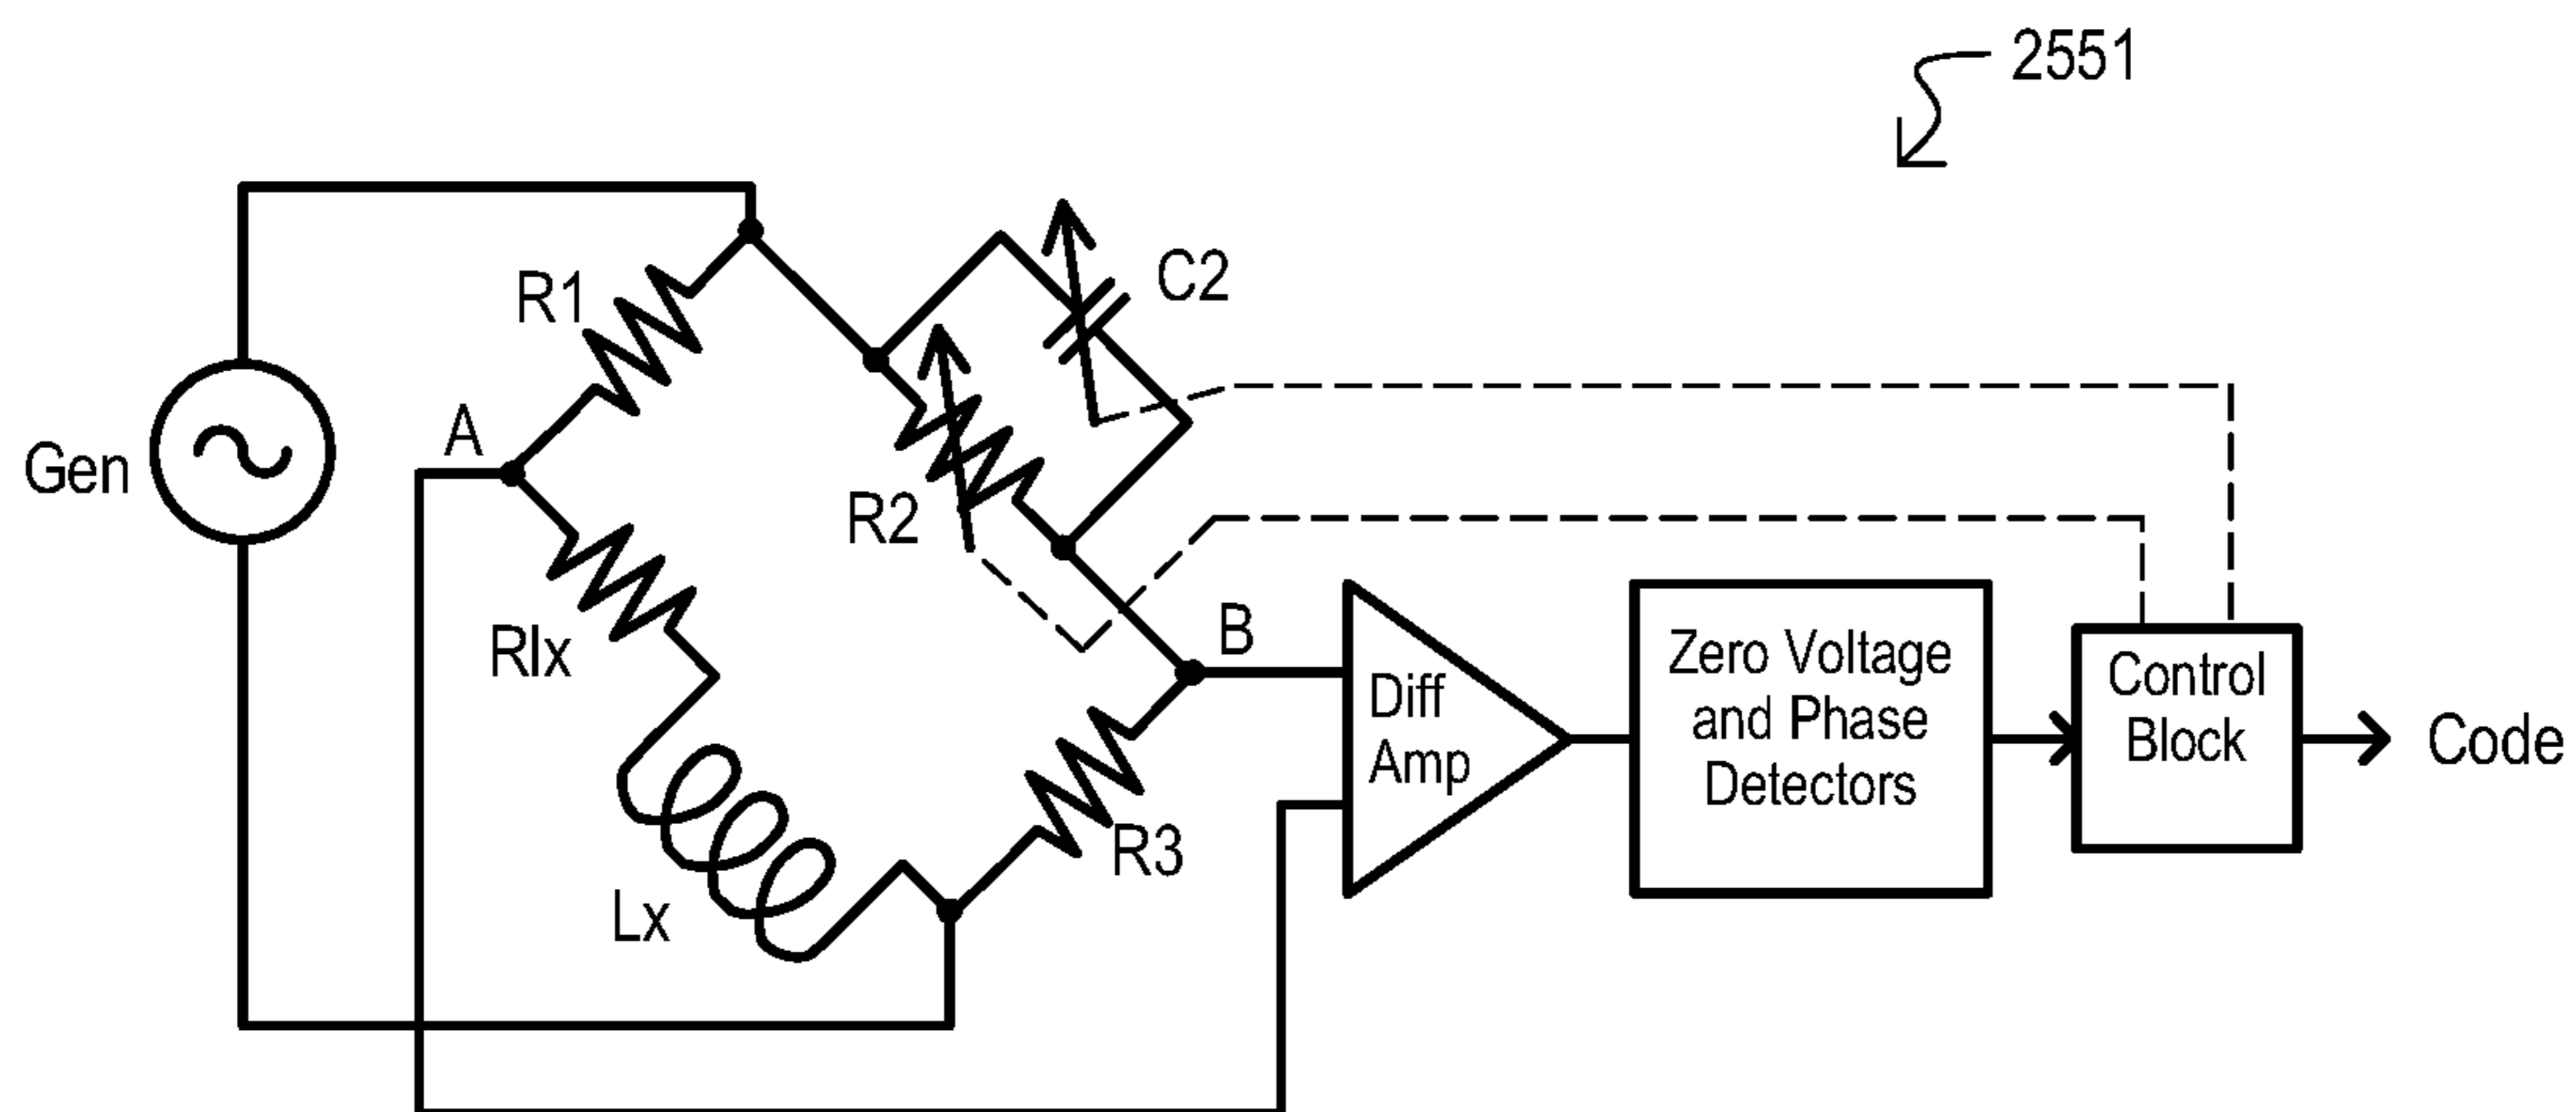 2551
C2
R1
A
Gen
R2
B
Rlx
Zero Voltage
and Phase
Detectors
Control
Block
Diff
Amp
Code
R3
Lx